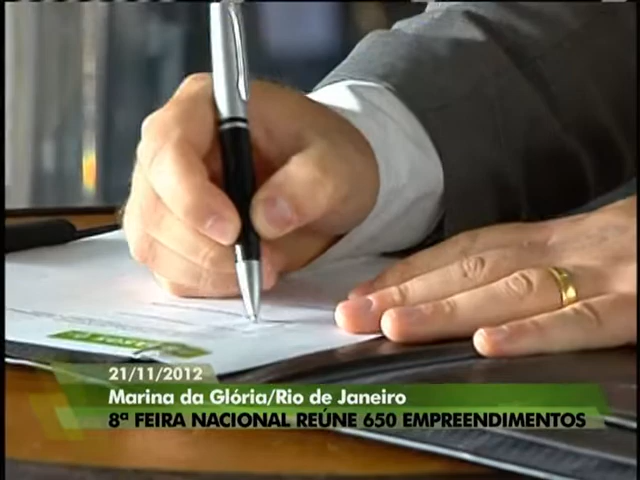 21/11/2012
Marina da Glória/Rio de Janeiro
8ª FEIRA NACIONAL REÚNE 650 EMPREENDIMENTOS